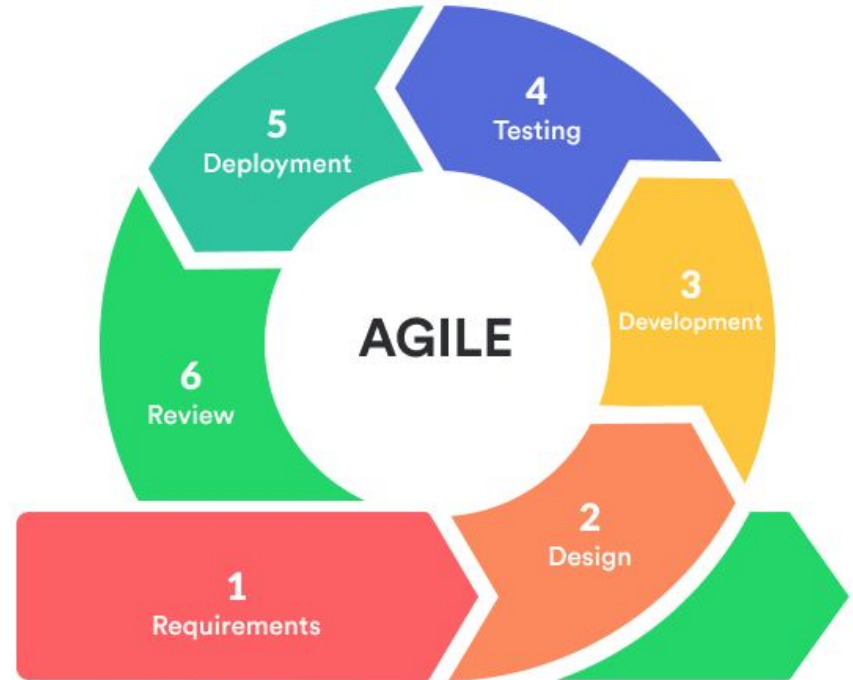 AGILE
1
Requirements
2
Design
3
Development
4
Testing
5
Deployment
6
Review